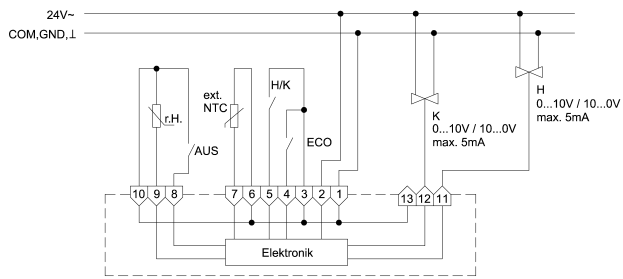 24V~
COM,GND,⊥
H/K
ext.
NTC
r.H.
AUS
ECO
K
0...10V / 10...0V
max. 5mA
H
0...10V / 10...0V
max. 5mA
10 9 8 7 6 5 4 3 2 1 13 12 11
Elektronik